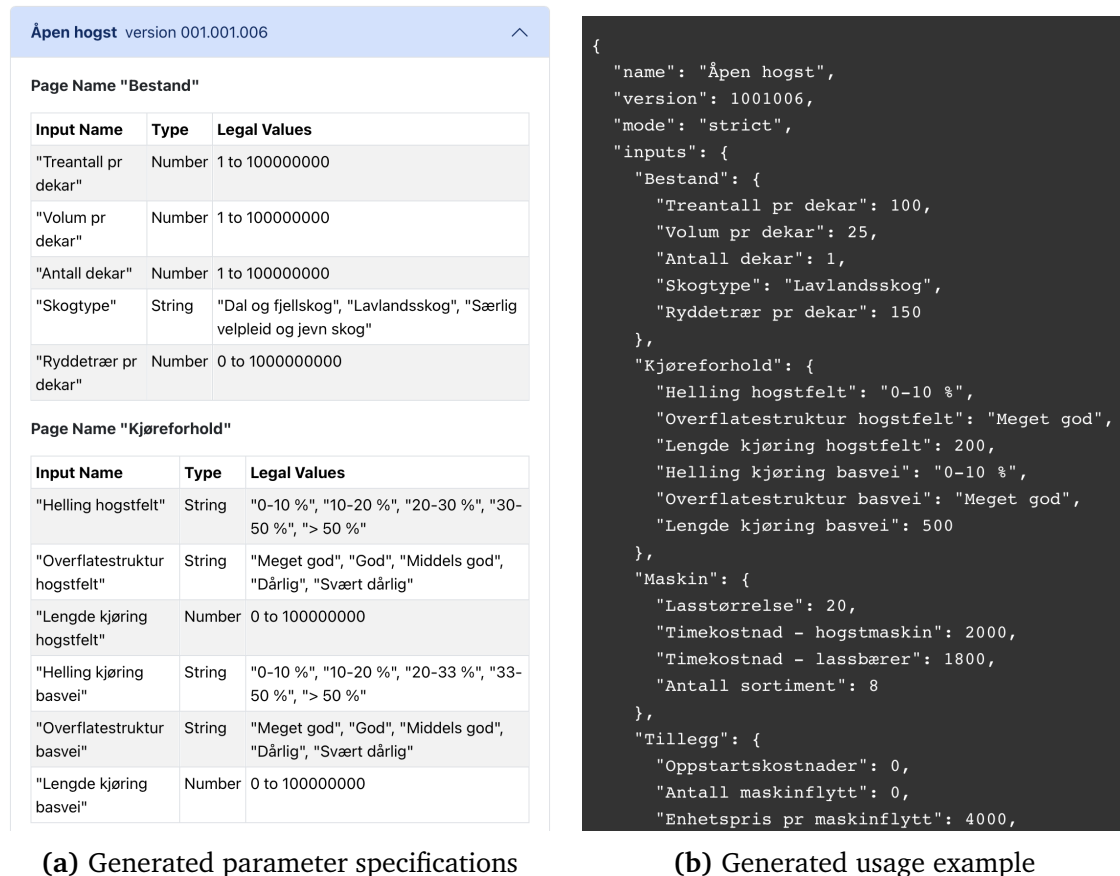 Åpen hogst version 001.001.006
Page Name "Bestand"
Input Name Type Legal Values
"Treantall pr Number 1 to 100000000
dekar"
"Volum pr Number 1 to 100000000
dekar"
"Antall dekar" Number 1 to 100000000
"Skogtype" String "Dal og fjellskog", "Lavlandsskog", "Særlig
velpleid og jevn skog"
"Ryddetrær pr Number 0 to 1000000000
dekar"
Page Name "Kjøreforhold"
Input Name Type Legal Values
"Helling hogstfelt" String "0-10 %", "10-20 %", "20-30 %", "30-
50 %", "> 50 %"
"Overflatestruktur String "Meget god", "God", "Middels god",
hogstfelt" "Dårlig", "Svært dårlig"
"Lengde kjøring Number 0 to 100000000
hogstfelt"
"Helling kjøring String "0-10 %", "10-20 %", "20-33 %", "33-
basvei" 50 %", "> 50 %"
"Overflatestruktur String "Meget god", "God", "Middels god",
basvei" "Dårlig", "Svært dårlig"
"Lengde kjøring Number 0 to 100000000
basvei"
(a) Generated parameter specifications
{
"name": "Åpen hogst",
"version": 1001006,
"mode": "strict",
"inputs": {
"Bestand": {
"Treantall pr dekar": 100,
"Volum pr dekar": 25,
"Antall dekar": 1,
"Skogtype": "Lavlandsskog",
"Ryddetrær pr dekar": 150
},
"Kjøreforhold": {
"Helling hogstfelt": "0–10 %",
"Overflatestruktur hogstfelt": "Meget god",
"Lengde kjøring hogstfelt": 200,
"Helling kjøring basvei": "0–10 %",
"Overflatestruktur basvei": "Meget god",
"Lengde kjøring basvei": 500
},
"Maskin": {
"Lasstørrelse": 20,
"Timekostnad – hogstmaskin": 2000,
"Timekostnad – lassbærer": 1800,
"Antall sortiment": 8
},
"Tillegg": {
"Oppstartskostnader": 0,
"Antall maskinflytt": 0,
"Enhetspris pr maskinflytt": 4000,
(b) Generated usage example